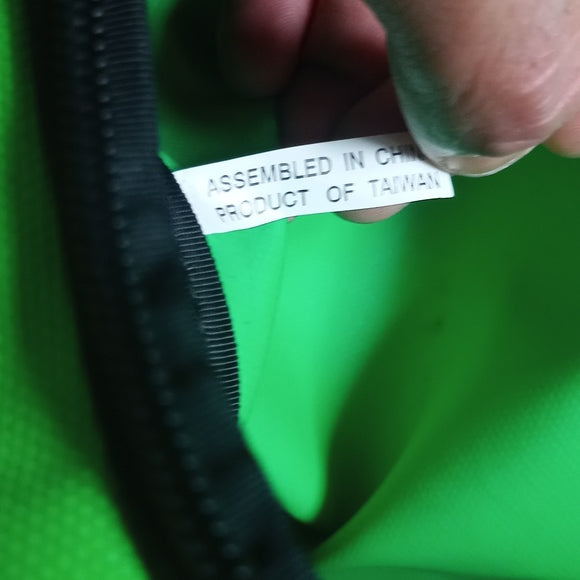 ASSEMBLED IN CHIN
PRODUCT OF TAIWAN